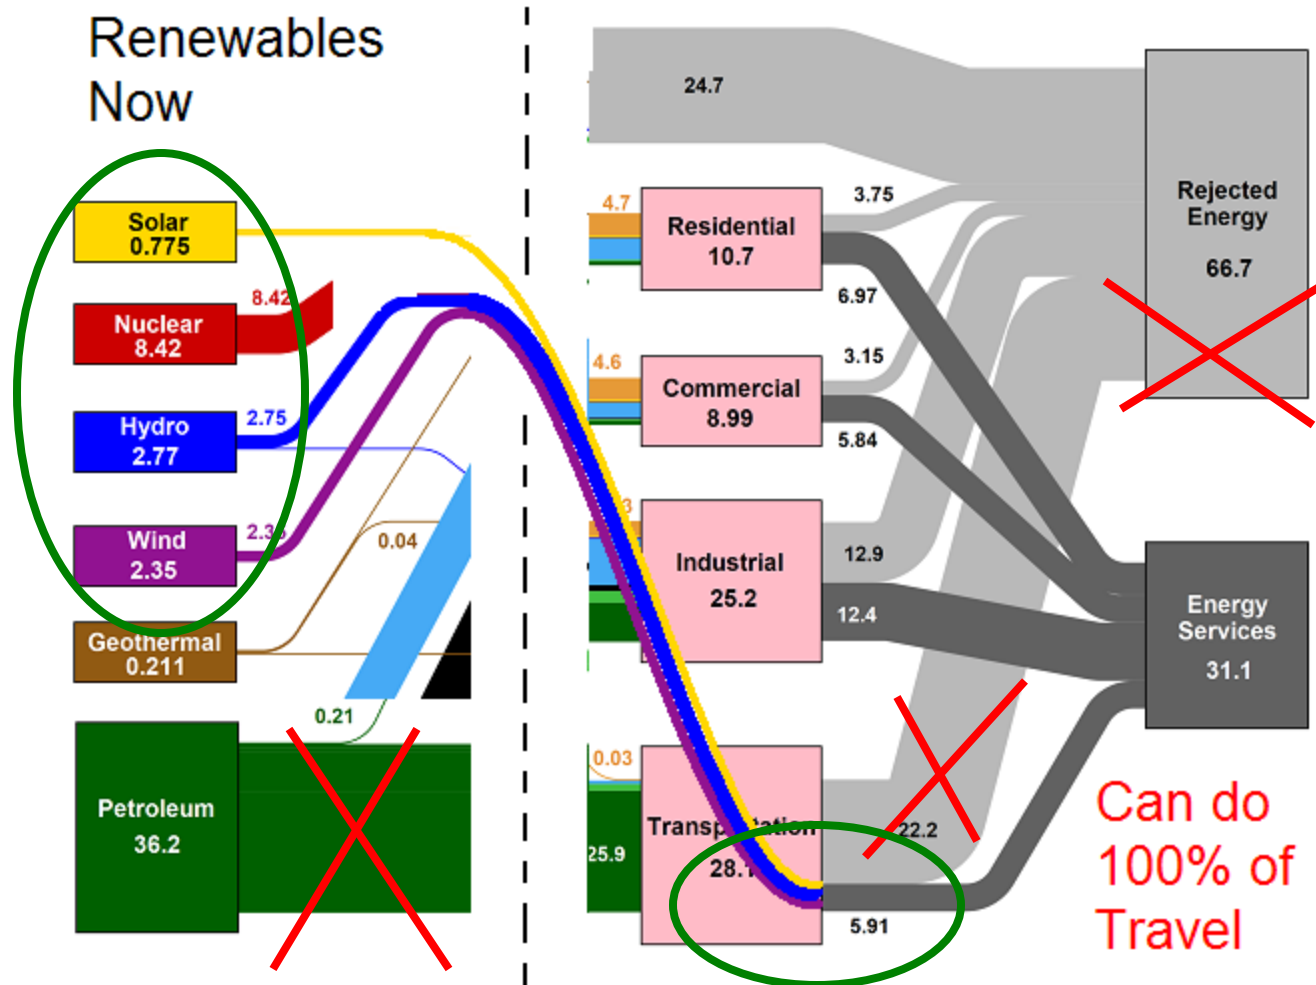 Renewables
Now
Solar
0.775
Nuclear
8.42
8.42
Hydro
2.77
2.75
Wind
2.35
0.04
Geothermal
0.211
0.21
Petroleum
36.2
24.7
4.7
Residential
10.7
3.75
6.97
4.6
Commercial
8.99
3.15
5.84
Industrial
25.2
12.9
12.4
0.03
25.9
22.2
5.91
Rejected
Energy
66.7
Energy
Services
31.1
Can do
100% of
Travel